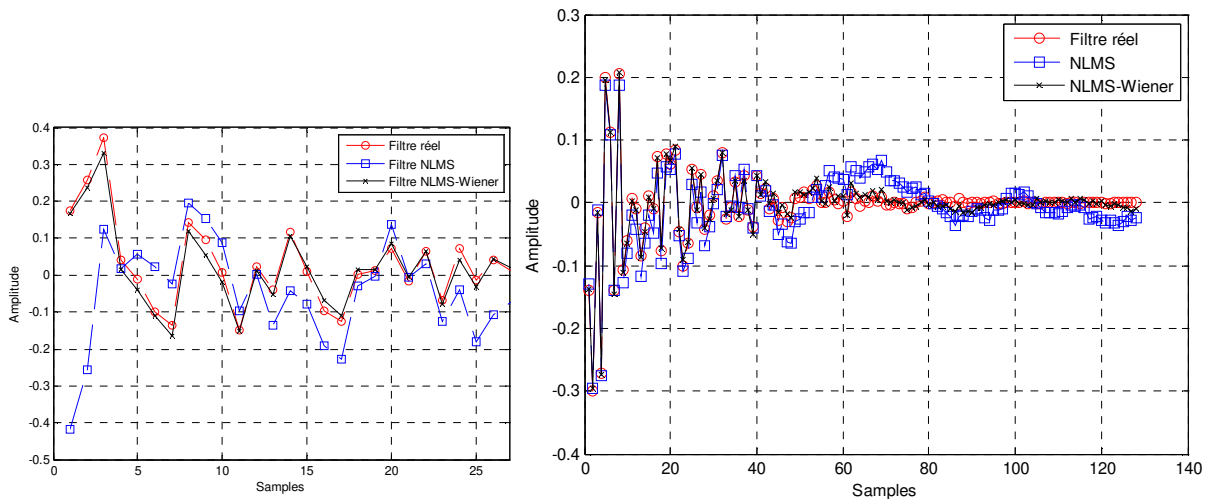 0.4
0.3
0.2
0.1
0
-0.1
-0.2
-0.3
-0.4
-0.5
0 5 10 15 20 25
Samples
Amplitude
Filtre réel
Filtre NLMS
Filtre NLMS-Wiener
0.3
0.2
0.1
0
-0.1
-0.2
-0.3
-0.4
0 20 40 60 80 100 120 140
Samples
Amplitude
Filtre réel
NLMS
NLMS-Wiener